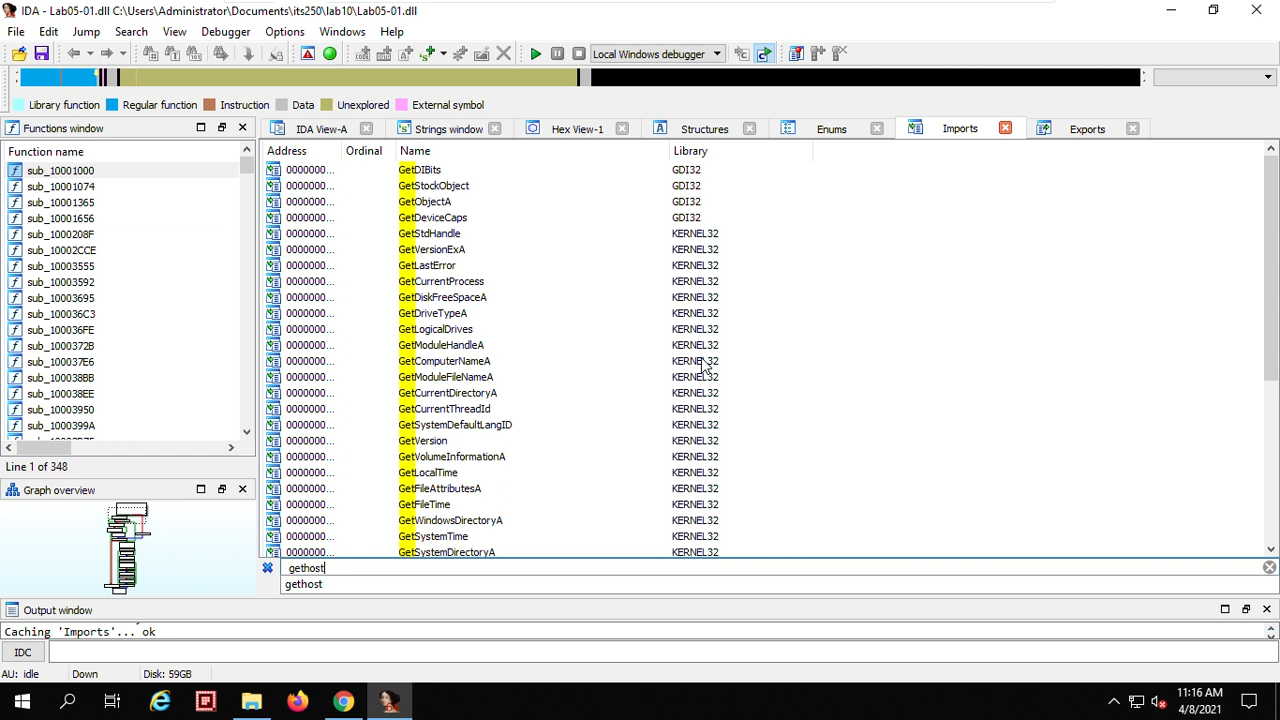 IDA - Lab05-01.dll C:\Users\Administrator\Documents\its250\lab10\Lab05-01.dll
File Edit Jump Search View Debugger Options Windows Help
Local Windows debugger
Library function Regular function Instruction Data Unexplored External symbol
Functions window
IDA View-A Strings window Hex View-1 Structures Enums Imports Exports
Function name
sub_10001000
sub_10001074
sub_10001365
sub_10001656
sub_1000208F
sub_10002CCE
sub_10003555
sub_10003592
sub_10003695
sub_100036C3
sub_100036FE
sub_1000372B
sub_100037E6
sub_100038BB
sub_100038EE
sub_10003950
sub_1000399A
Line 1 of 348
Graph overview
Address Ordinal Name Library
0000000... GetDIBits GDI32
0000000... GetStockObject GDI32
0000000... GetObjectA GDI32
0000000... GetDeviceCaps GDI32
0000000... GetStdHandle KERNEL32
0000000... GetVersionExA KERNEL32
0000000... GetLastError KERNEL32
0000000... GetCurrentProcess KERNEL32
0000000... GetDiskFreeSpaceA KERNEL32
0000000... GetDriveTypeA KERNEL32
0000000... GetLogicalDrives KERNEL32
0000000... GetModuleHandleA KERNEL32
0000000... GetComputerNameA KERNEL32
0000000... GetModuleFileNameA KERNEL32
0000000... GetCurrentDirectoryA KERNEL32
0000000... GetCurrentThreadId KERNEL32
0000000... GetSystemDefaultLangID KERNEL32
0000000... GetVersion KERNEL32
0000000... GetVolumeInformationA KERNEL32
0000000... GetLocalTime KERNEL32
0000000... GetFileAttributesA KERNEL32
0000000... GetFileTime KERNEL32
0000000... GetWindowsDirectoryA KERNEL32
0000000... GetSystemTime KERNEL32
0000000... GetSystemDirectoryA KERNEL32
gethost
gethost
Output window
Caching 'Imports'... ok
IDC
AU: idle Down Disk: 59GB
11:16 AM
4/8/2021